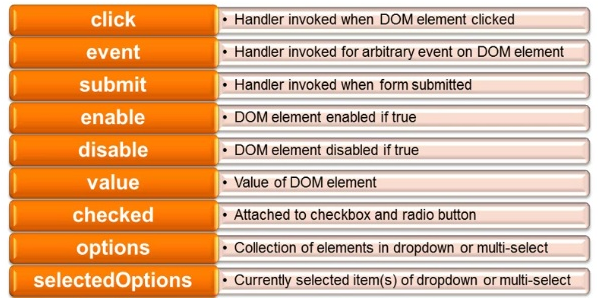 click • Handler invoked when DOM element clicked
event • Handler invoked for arbitrary event on DOM element
submit • Handler invoked when form submitted
enable • DOM element enabled if true
disable • DOM element disabled if true
value • Value of DOM element
checked • Attached to checkbox and radio button
options • Collection of elements in dropdown or multi-select
selectedOptions • Currently selected item(s) of dropdown or multi-select